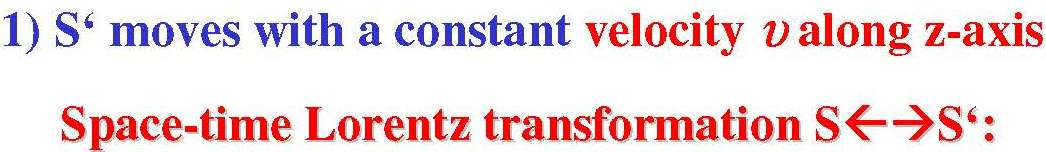 1) S‘ moves with a constant velocity υ along z-axis
Space-time Lorentz transformation S←→S‘: